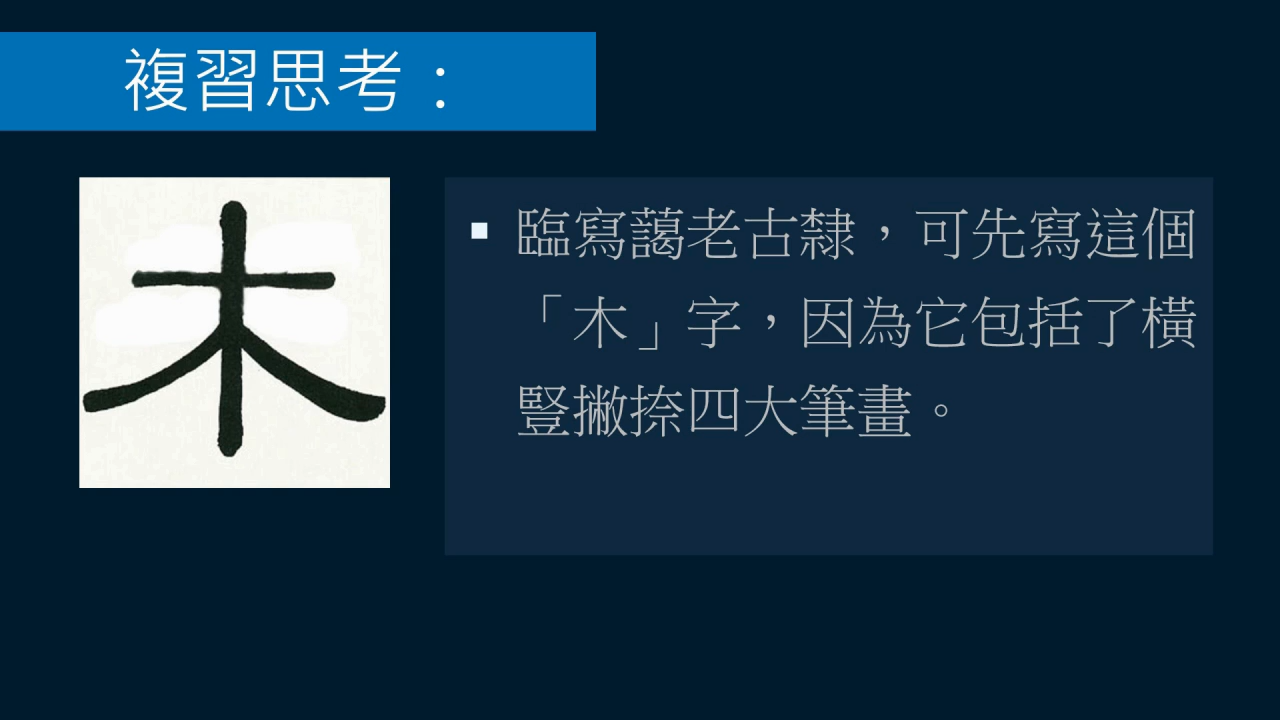 複習思考：
木
▪ 臨寫藹老古隸，可先寫這個
「木」字，因為它包括了橫
豎撇捺四大筆畫。